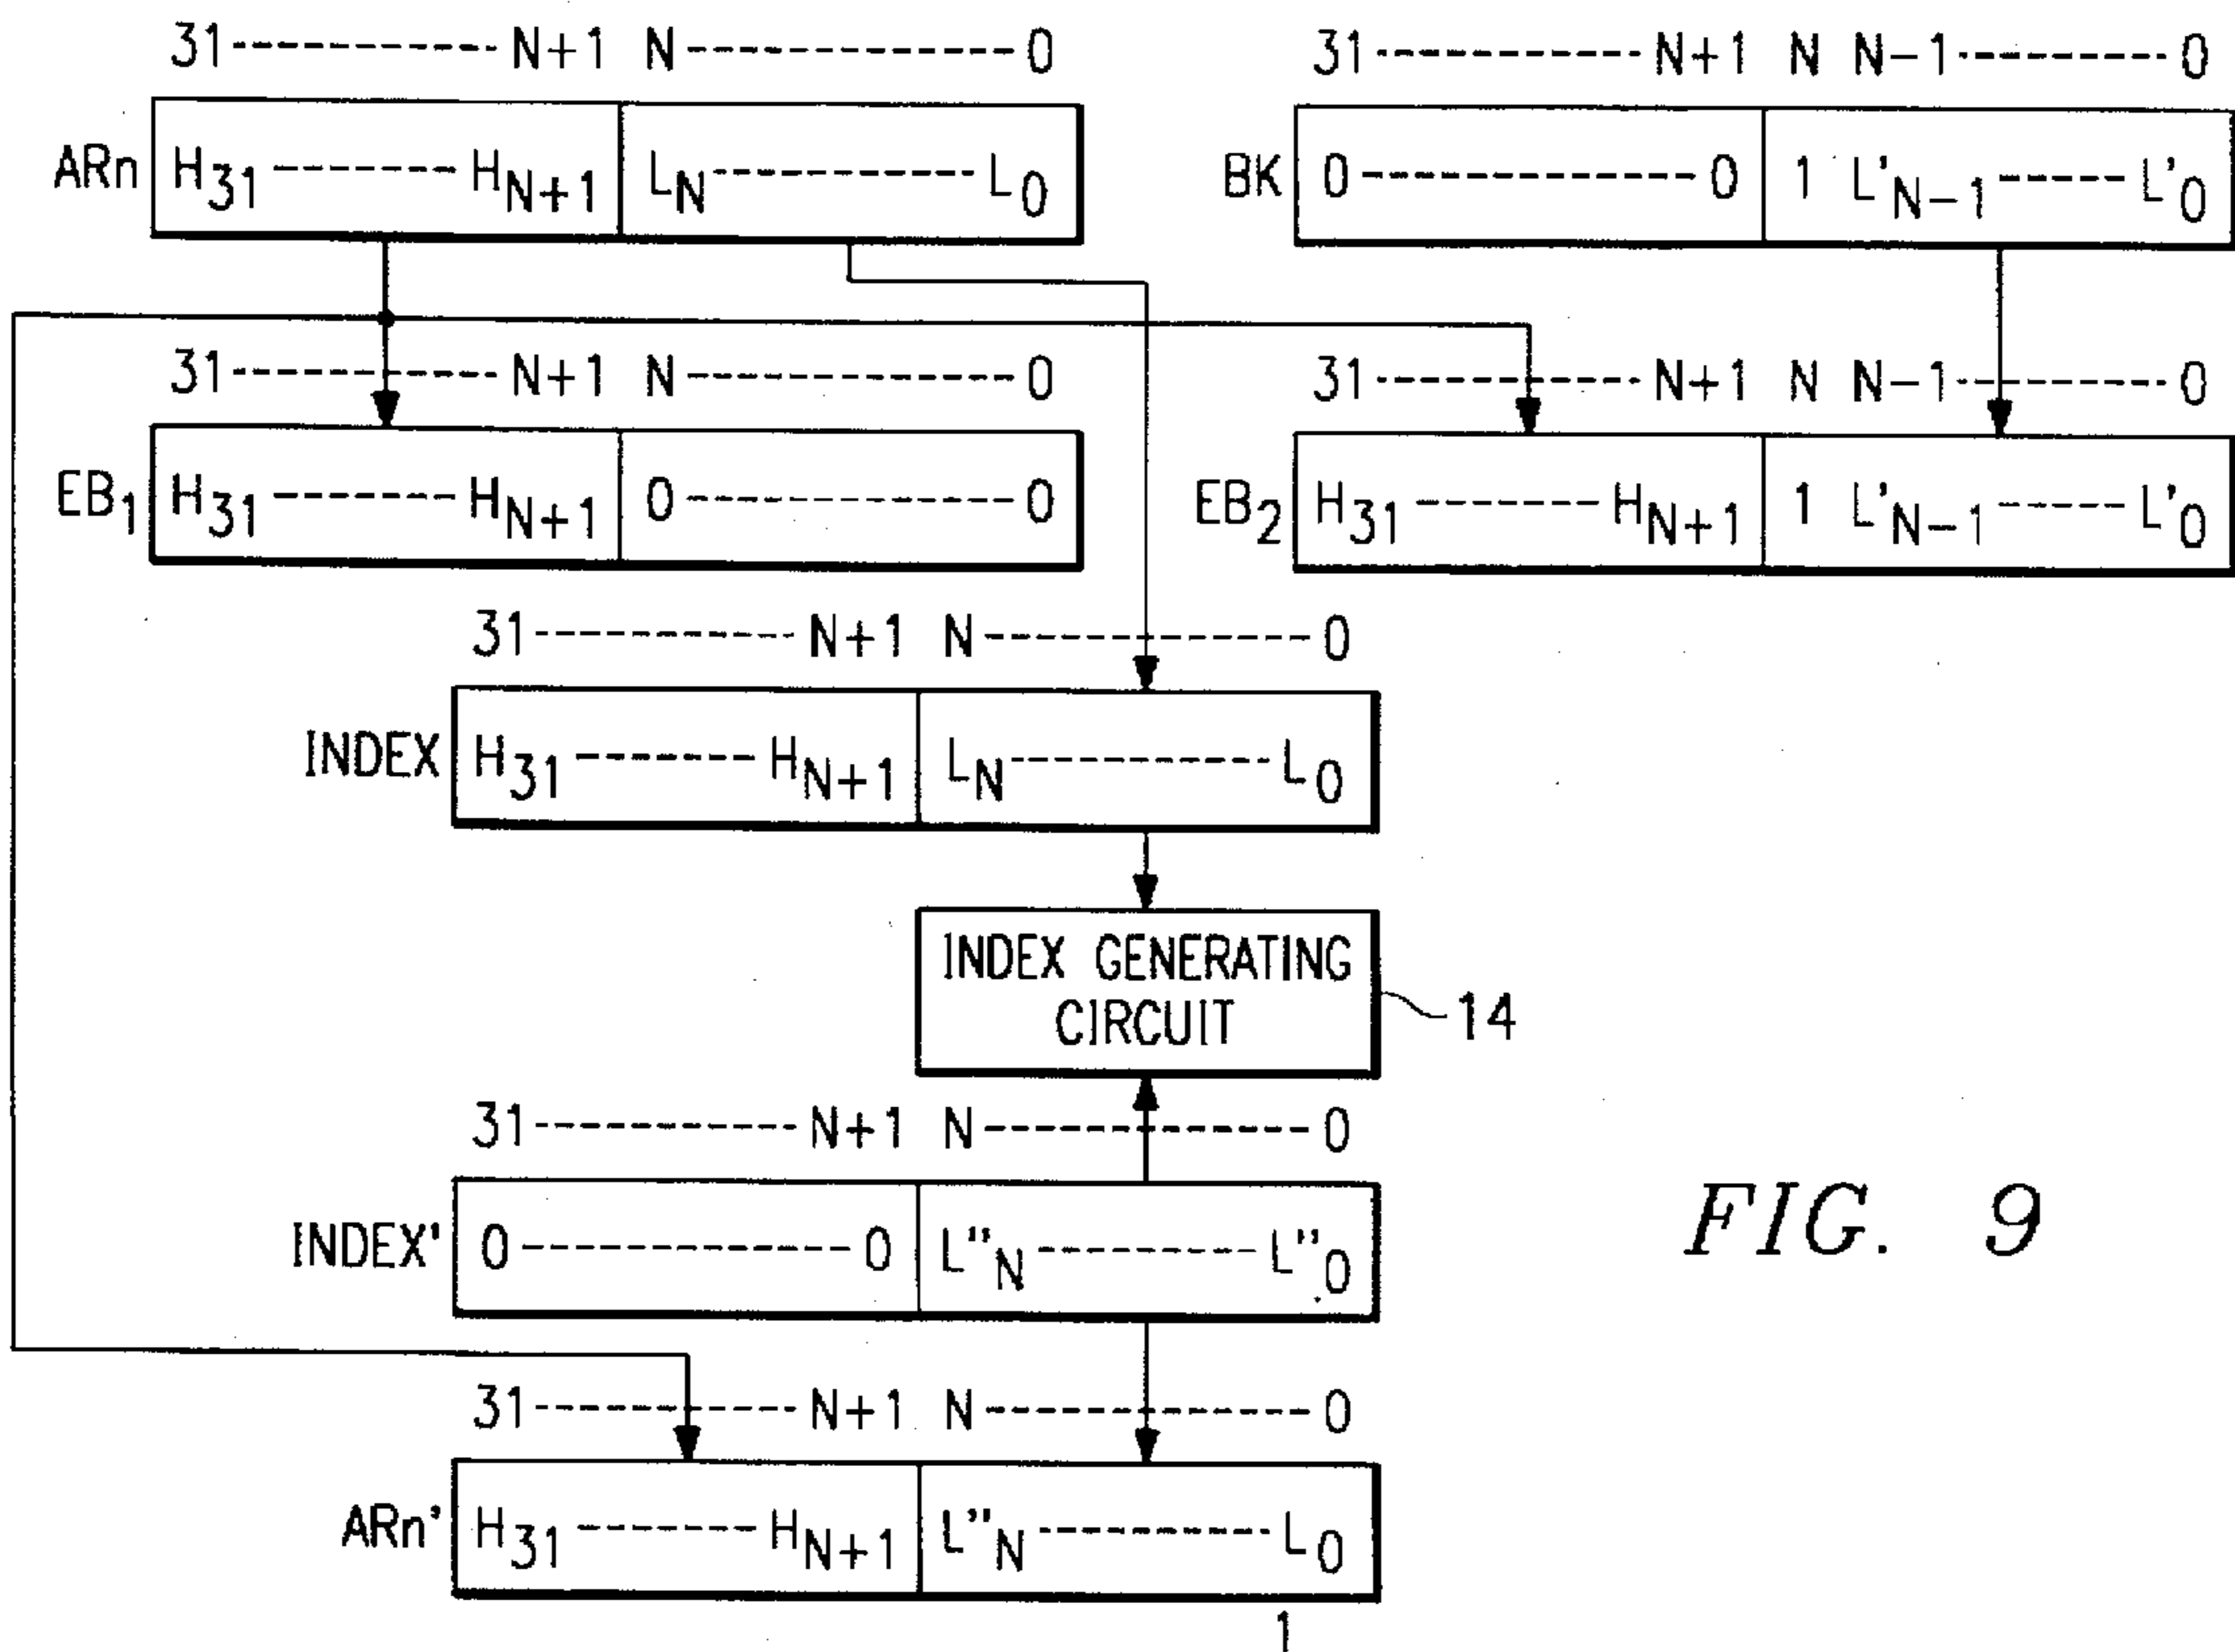 31----------N+1 N------------0
31----------N+1 N N-1--------0
ARn H31------HN+1 LN---------L0
BK 0------------0 1 L'N-1-----L'0
31----------N+1 N------------0
31----------N+1 N N-1--------0
EB1 H31------HN+1 0------------0
EB2 H31------HN+1 1 L'N-1-----L'0
31----------N+1 N------------0
INDEX H31------HN+1 LN---------L0
INDEX GENERATING
CIRCUIT
14
31----------N+1 N------------0
INDEX' 0------------0 L"N--------L"0
FIG. 9
31----------N+1 N------------0
ARn' H31------HN+1 L"N--------L0
1